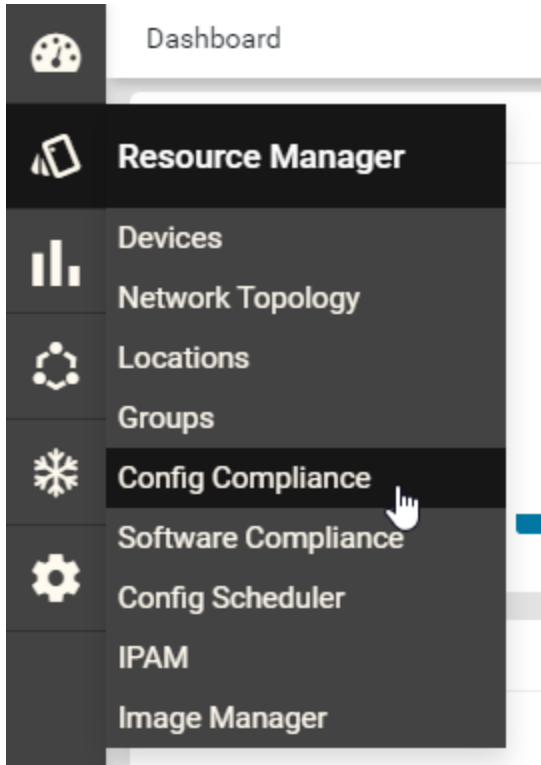 Dashboard
Resource Manager
Devices
Network Topology
Locations
Groups
Config Compliance
Software Compliance
Config Scheduler
IPAM
Image Manager